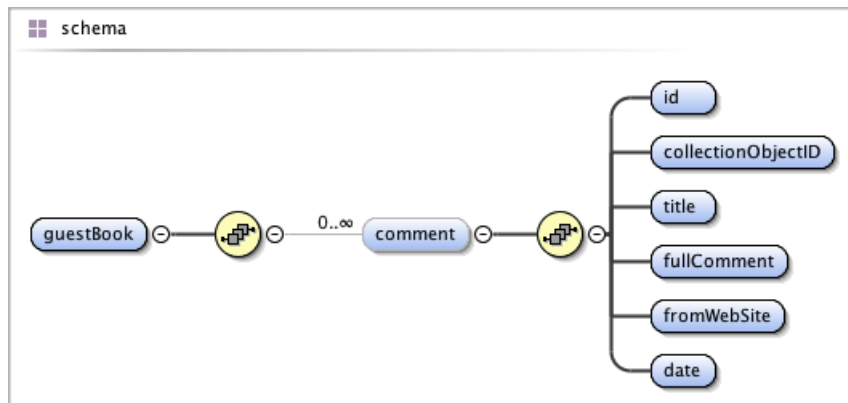 schema
id
collectionObjectID
title
guestBook
0..∞
comment
fullComment
fromWebSite
date